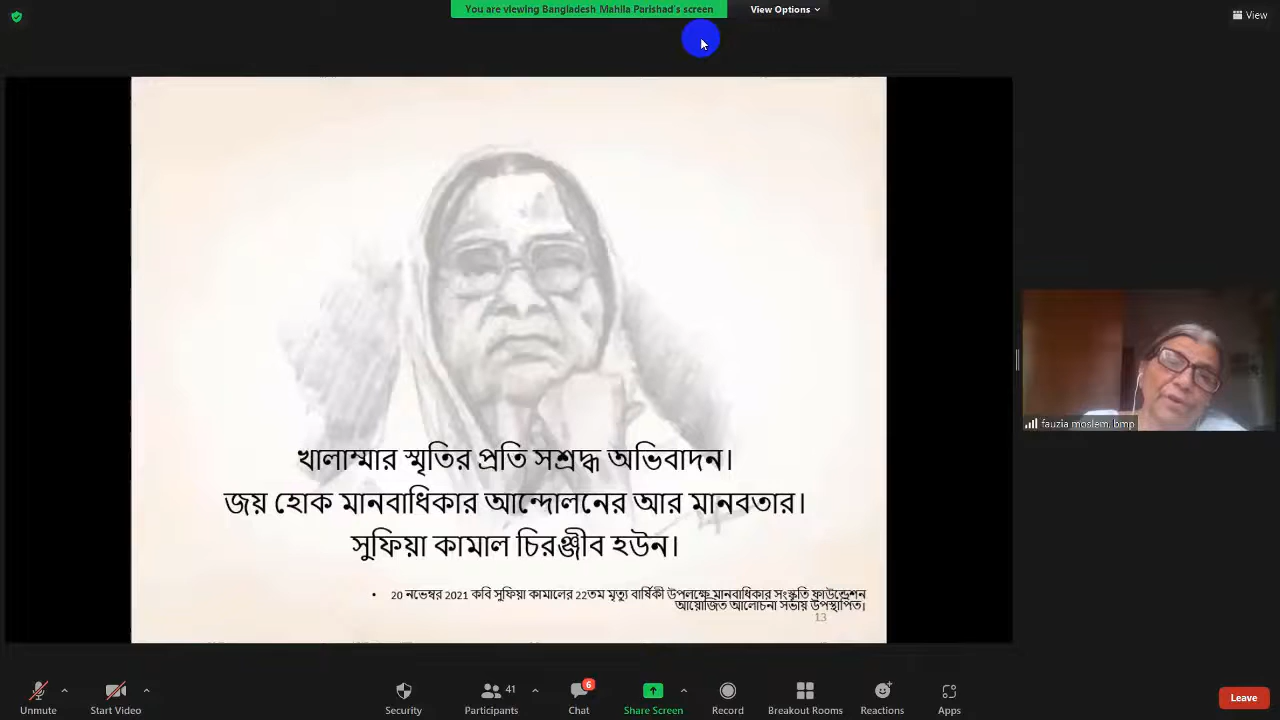 You are viewing Bangladesh Mahila Parishad's screen
View Options
View
খালাম্মার স্মৃতির প্রতি সশ্রদ্ধ অভিবাদন।
জয় হোক মানবাধিকার আন্দোলনের আর মানবতার।
সুফিয়া কামাল চিরঞ্জীব হউন।
• 20 নভেম্বর 2021 কবি সুফিয়া কামালের 22তম মৃত্যু বার্ষিকী উপলক্ষে মানবাধিকার সংস্কৃতি ফাউন্ডেশন
আয়োজিত আলোচনা সভায় উপস্থাপিত।
13
fauzia moslem, bmp
Unmute
Start Video
Security
41
Participants
6
Chat
Share Screen
Record
Breakout Rooms
Reactions
Apps
Leave